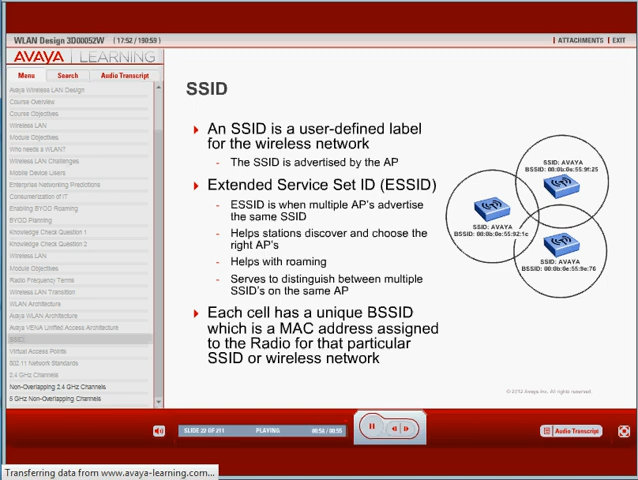 WLAN Design 3D00052W
(17:52 / 190:59)
ATTACHMENTS
EXIT
AVAYA LEARNING
Menu
Search
Audio Transcript
Avaya Wireless LAN Design
Course Overview
Course Objectives
Wireless LAN
Module Objectives
Who needs a WLAN?
Wireless LAN Challenges
Mobile Device Users
Enterprise Networking Predictions
Consumerization of IT
Enabling BYOD Roaming
BYOD Planning
Knowledge Check Question 1
Knowledge Check Question 2
Wireless LAN
Module Objectives
Radio Frequency Terms
Wireless LAN Transition
WLAN Architecture
Avaya WLAN Architecture
Avaya VENA Unified Access Architecture
SSID
Virtual Access Points
802.11 Network Standards
2.4 GHz Channels
Non-Overlapping 2.4 GHz Channels
5 GHz Non-Overlapping Channels
SSID
An SSID is a user-defined label
for the wireless network
- The SSID is advertised by the AP
Extended Service Set ID (ESSID)
- ESSID is when multiple AP's advertise
the same SSID
- Helps stations discover and choose the
right AP's
- Helps with roaming
- Serves to distinguish between multiple
SSID's on the same AP
Each cell has a unique BSSID
which is a MAC address assigned
to the Radio for that particular
SSID or wireless network
SSID: AVAYA
BSSID: 00:0b:0e:55:9f:25
SSID: AVAYA
BSSID: 00:0b:0e:55:92:1c
SSID: AVAYA
BSSID: 00:0b:0e:55:9e:76
© 2012 Avaya Inc. All rights reserved.
SLIDE 22 OF 211
PLAYING
00:54 / 00:55
Audio Transcript
Transferring data from www.avaya-learning.com...